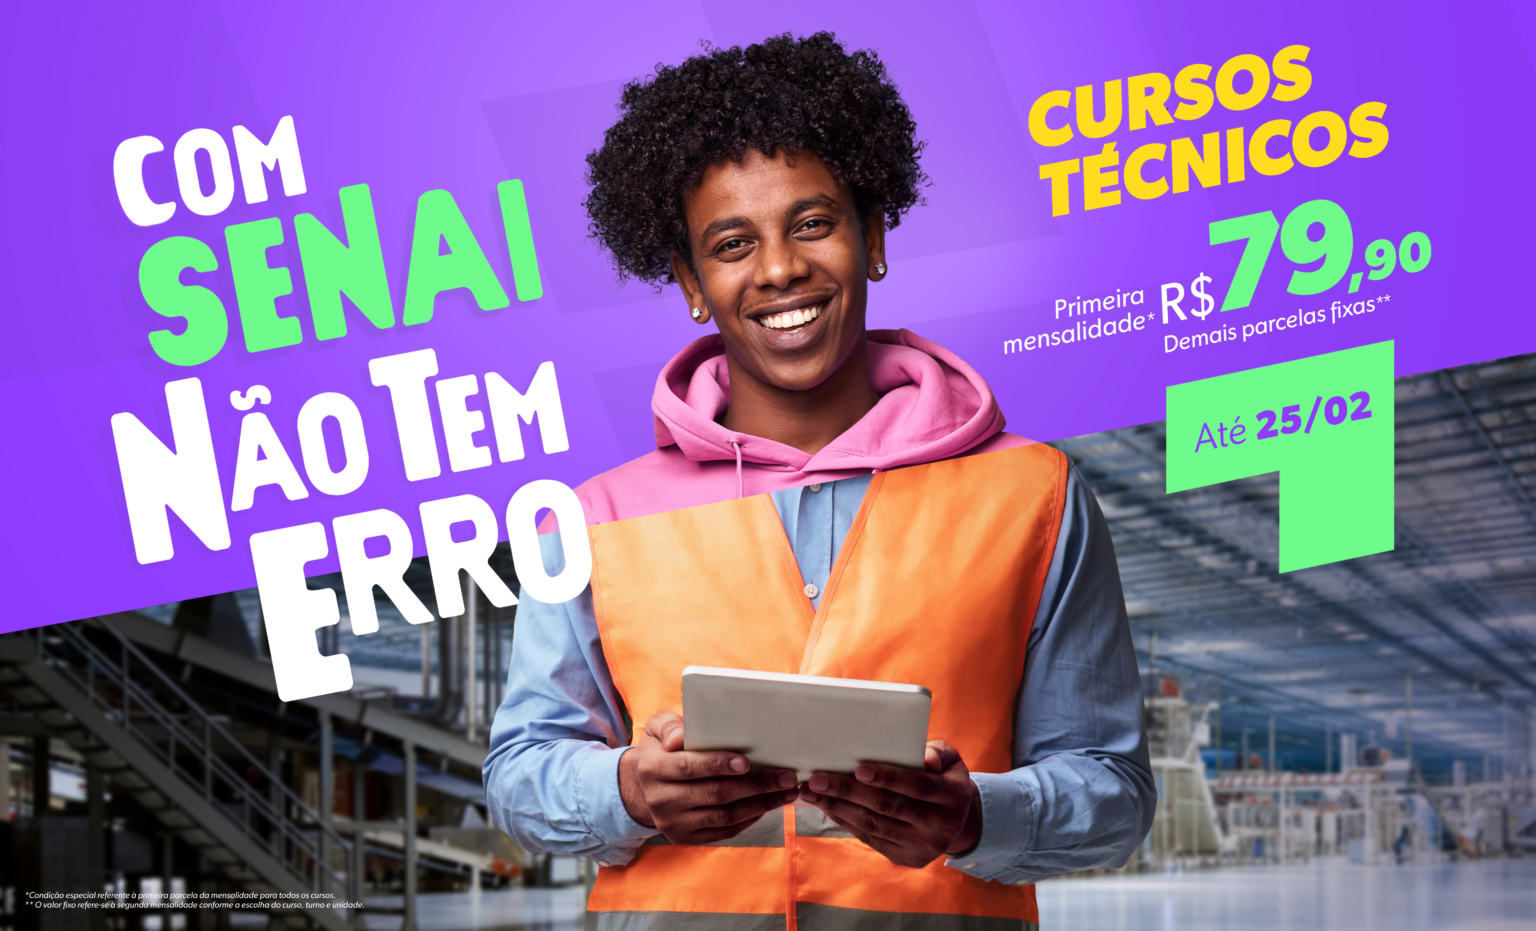 COM
SENAI
NÃO TEM
ERRO
CURSOS
TÉCNICOS
Primeira
mensalidade* R$79,90
Demais parcelas fixas**
Até 25/02
*Condição especial referente à primeira parcela da mensalidade para todos os cursos.
** O valor fixo refere-se à segunda mensalidade conforme a escolha do curso, turno e unidade.